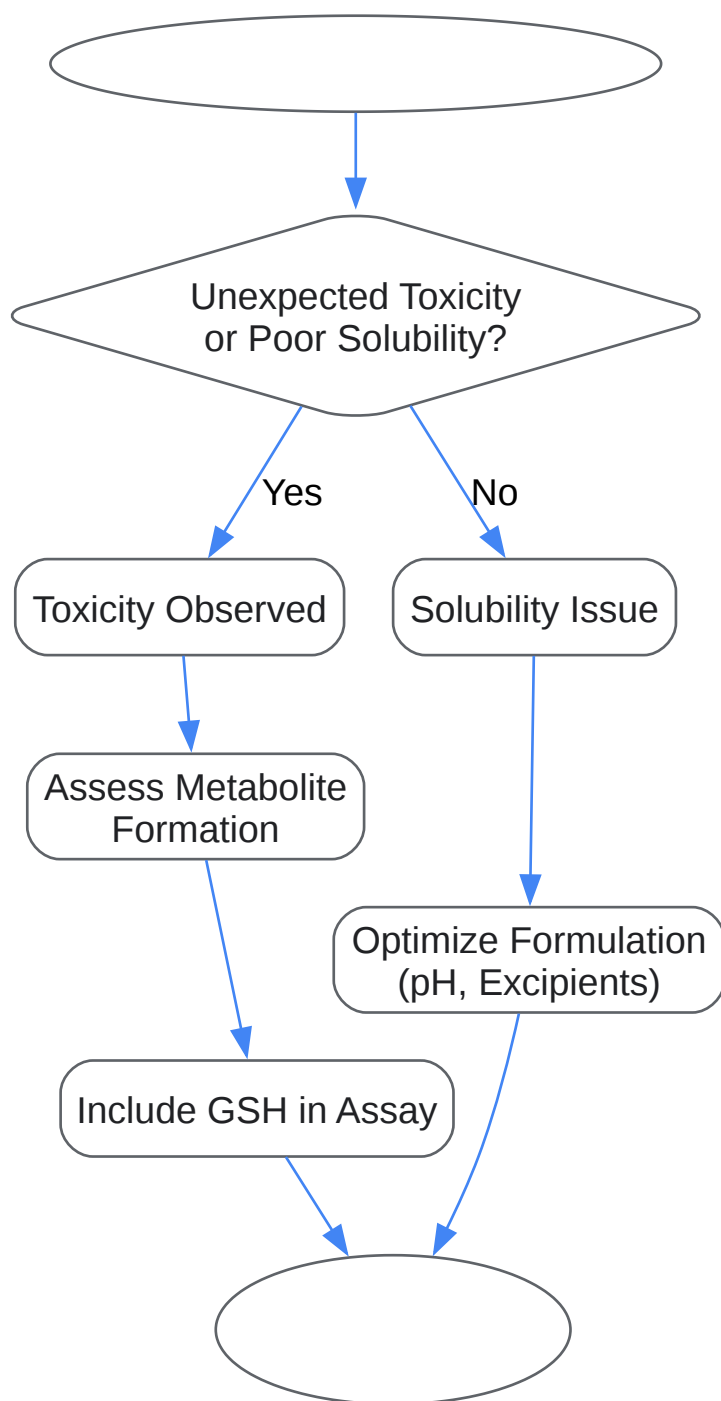 Unexpected Toxicity
or Poor Solubility?
Yes
No
Toxicity Observed
Solubility Issue
Assess Metabolite
Formation
Optimize Formulation
(pH, Excipients)
Include GSH in Assay